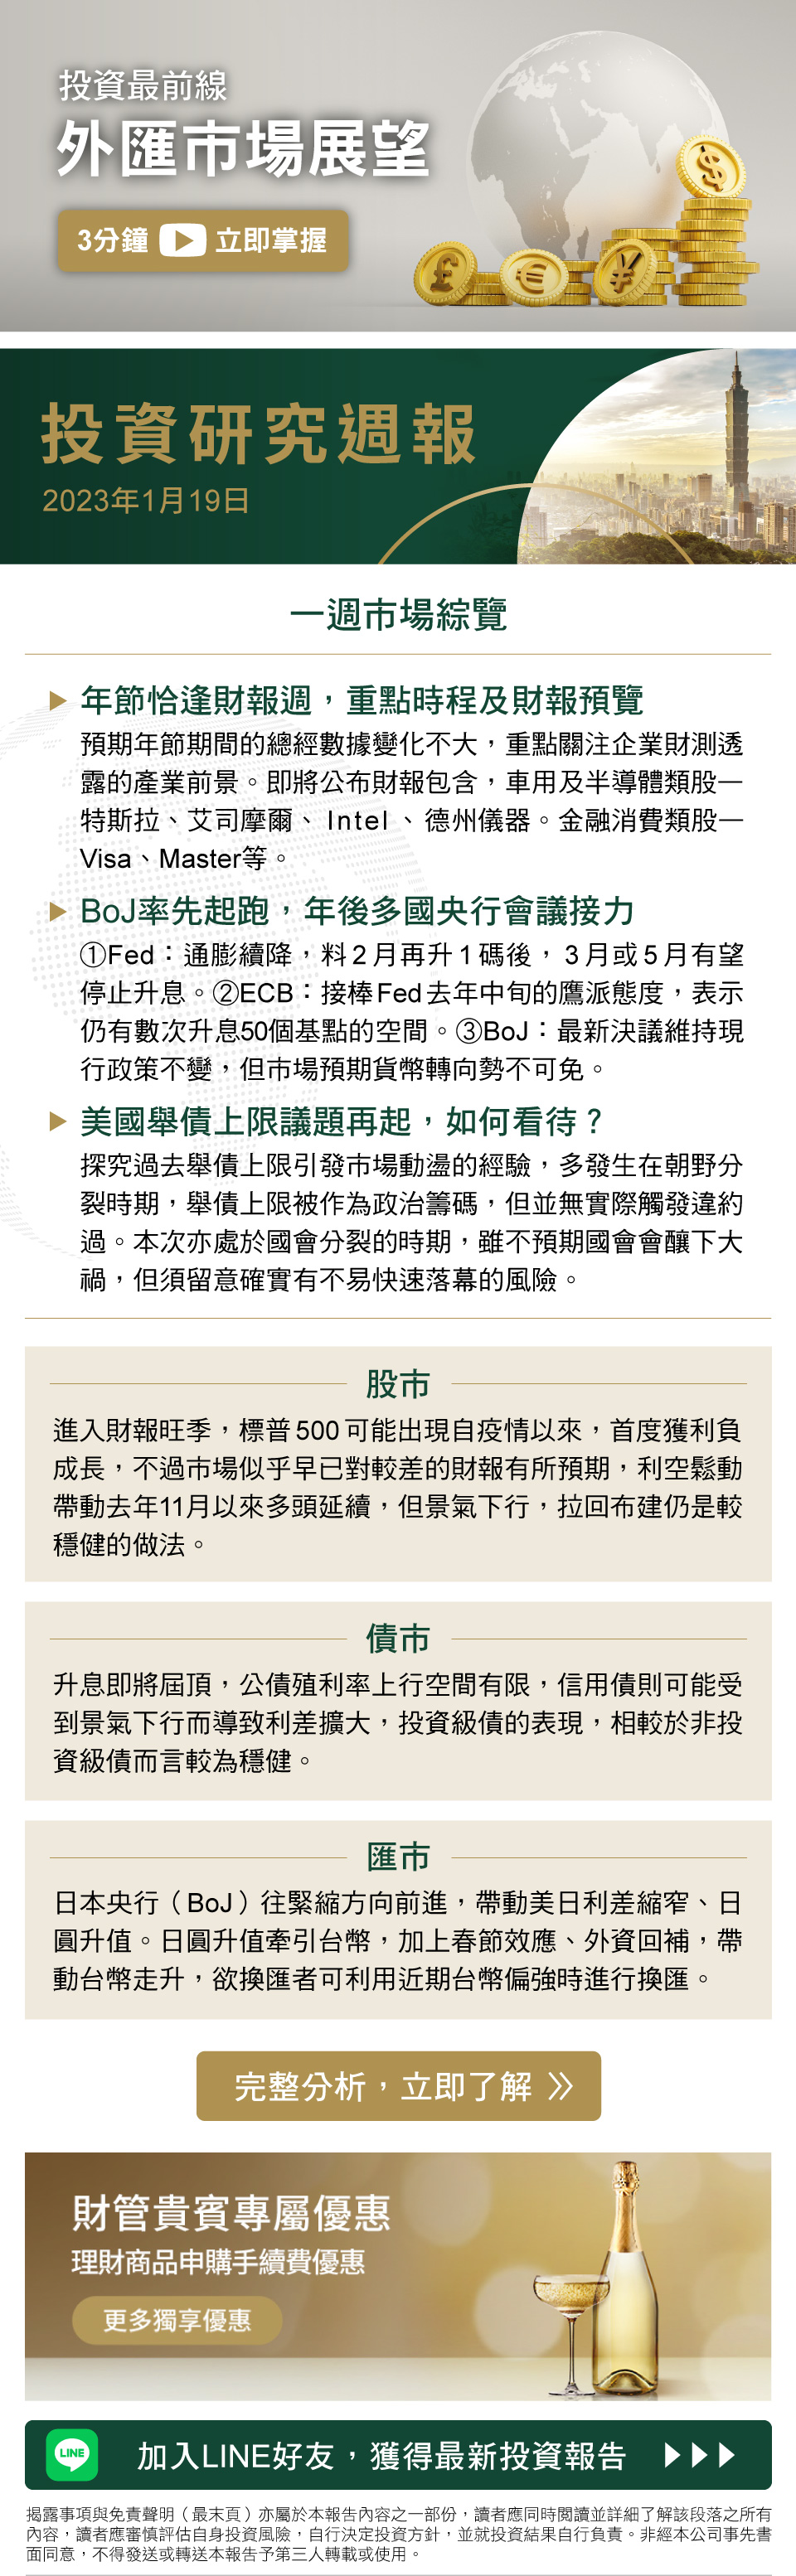 投資最前線
外匯市場展望
3分鐘 立即掌握
投資研究週報
2023年1月19日
一週市場綜覽
年節恰逢財報週，重點時程及財報預覽
預期年節期間的總經數據變化不大，重點關注企業財測透
露的產業前景。即將公布財報包含，車用及半導體類股—
特斯拉、艾司摩爾、Intel、德州儀器。金融消費類股—
Visa、Master等。
BoJ率先起跑，年後多國央行會議接力
①Fed：通膨續降，料2月再升1碼後，3月或5月有望
停止升息。②ECB：接棒Fed去年中旬的鷹派態度，表示
仍有數次升息50個基點的空間。③BoJ：最新決議維持現
行政策不變，但市場預期貨幣轉向勢不可免。
美國舉債上限議題再起，如何看待？
探究過去舉債上限引發市場動盪的經驗，多發生在朝野分
裂時期，舉債上限被作為政治籌碼，但並無實際觸發違約
過。本次亦處於國會分裂的時期，雖不預期國會會釀下大
禍，但須留意確實有不易快速落幕的風險。
股市
進入財報旺季，標普500可能出現自疫情以來，首度獲利負
成長，不過市場似乎早已對較差的財報有所預期，利空鬆動
帶動去年11月以來多頭延續，但景氣下行，拉回布建仍是較
穩健的做法。
債市
升息即將屆頂，公債殖利率上行空間有限，信用債則可能受
到景氣下行而導致利差擴大，投資級債的表現，相較於非投
資級債而言較為穩健。
匯市
日本央行（BoJ）往緊縮方向前進，帶動美日利差縮窄、日
圓升值。日圓升值牽引台幣，加上春節效應、外資回補，帶
動台幣走升，欲換匯者可利用近期台幣偏強時進行換匯。
完整分析，立即了解
財管貴賓專屬優惠
理財商品申購手續費優惠
更多獨享優惠
LINE 加入LINE好友，獲得最新投資報告
揭露事項與免責聲明（最末頁）亦屬於本報告內容之一部份，讀者應同時閱讀並詳細了解該段落之所有
內容，讀者應審慎評估自身投資風險，自行決定投資方針，並就投資結果自行負責。非經本公司事先書
面同意，不得發送或轉送本報告予第三人轉載或使用。